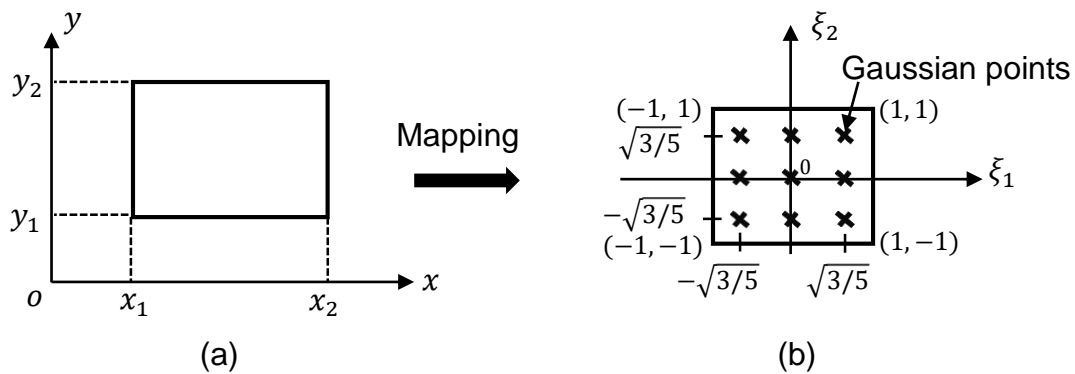 y
y₂
y₁
o
x₁
x₂
x
(a)
Mapping
ξ₂
Gaussian points
(−1, 1)
(1, 1)
√3/5
0
ξ₁
−√3/5
(−1, −1)
(1, −1)
−√3/5
√3/5
(b)